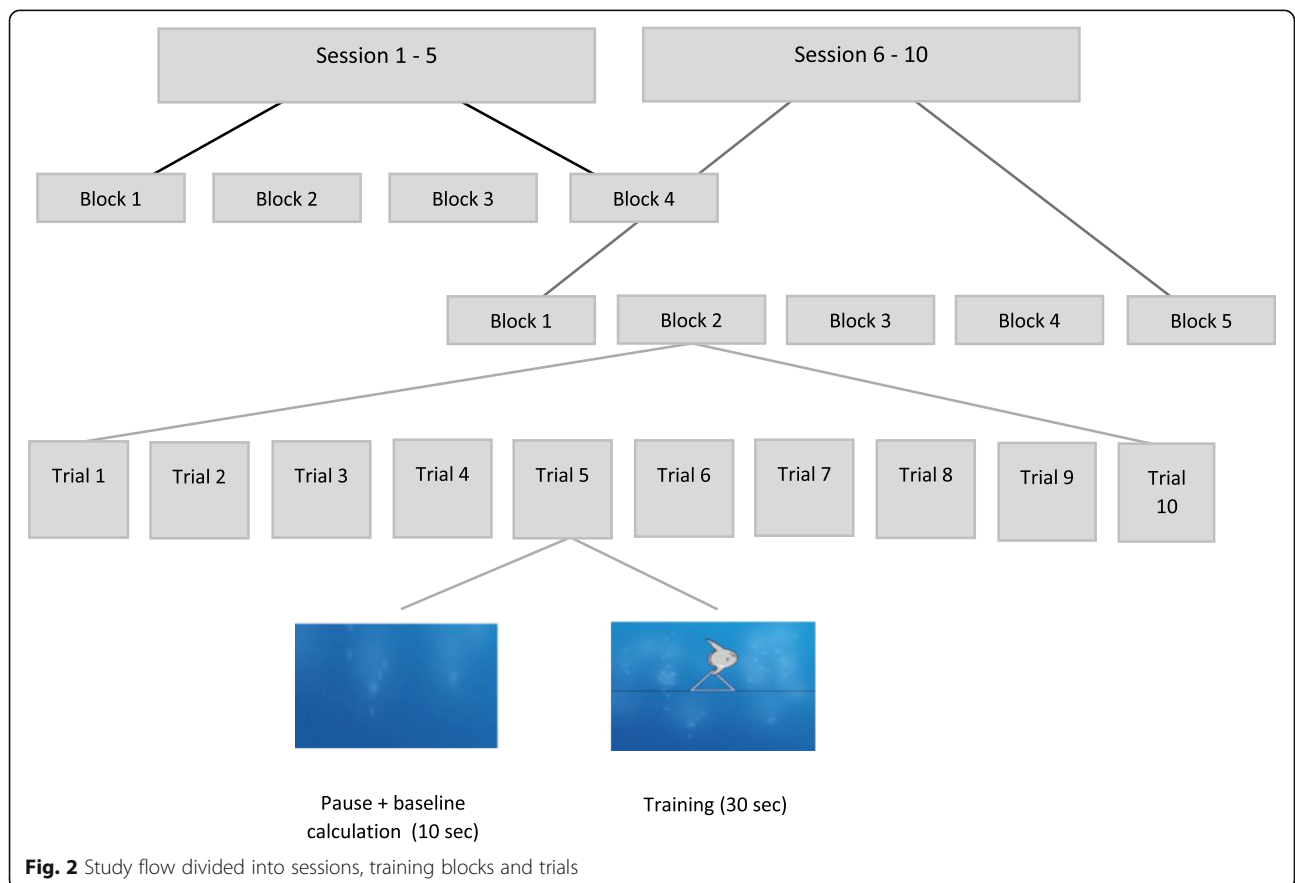 Session 1 - 5
Session 6 - 10
Block 1
Block 2
Block 3
Block 4
Block 1
Block 2
Block 3
Block 4
Block 5
Trial 1
Trial 2
Trial 3
Trial 4
Trial 5
Trial 6
Trial 7
Trial 8
Trial 9
Trial
10
Pause + baseline
calculation (10 sec)
Training (30 sec)
Fig. 2 Study flow divided into sessions, training blocks and trials